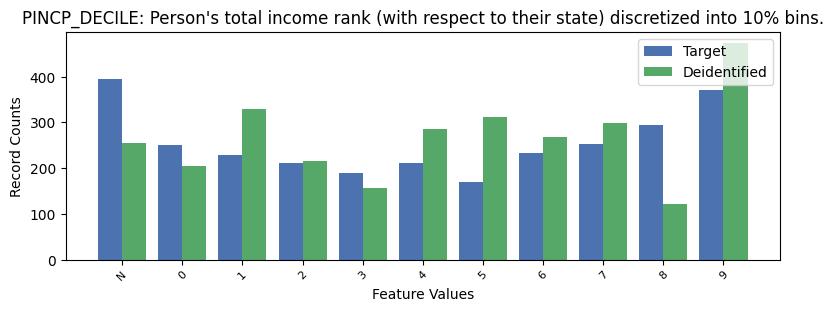 PINCP_DECILE: Person's total income rank (with respect to their state) discretized into 10% bins.
Target
Deidentified
Record Counts
400
300
200
100
0
N 0 1 2 3 4 5 6 7 8 9
Feature Values